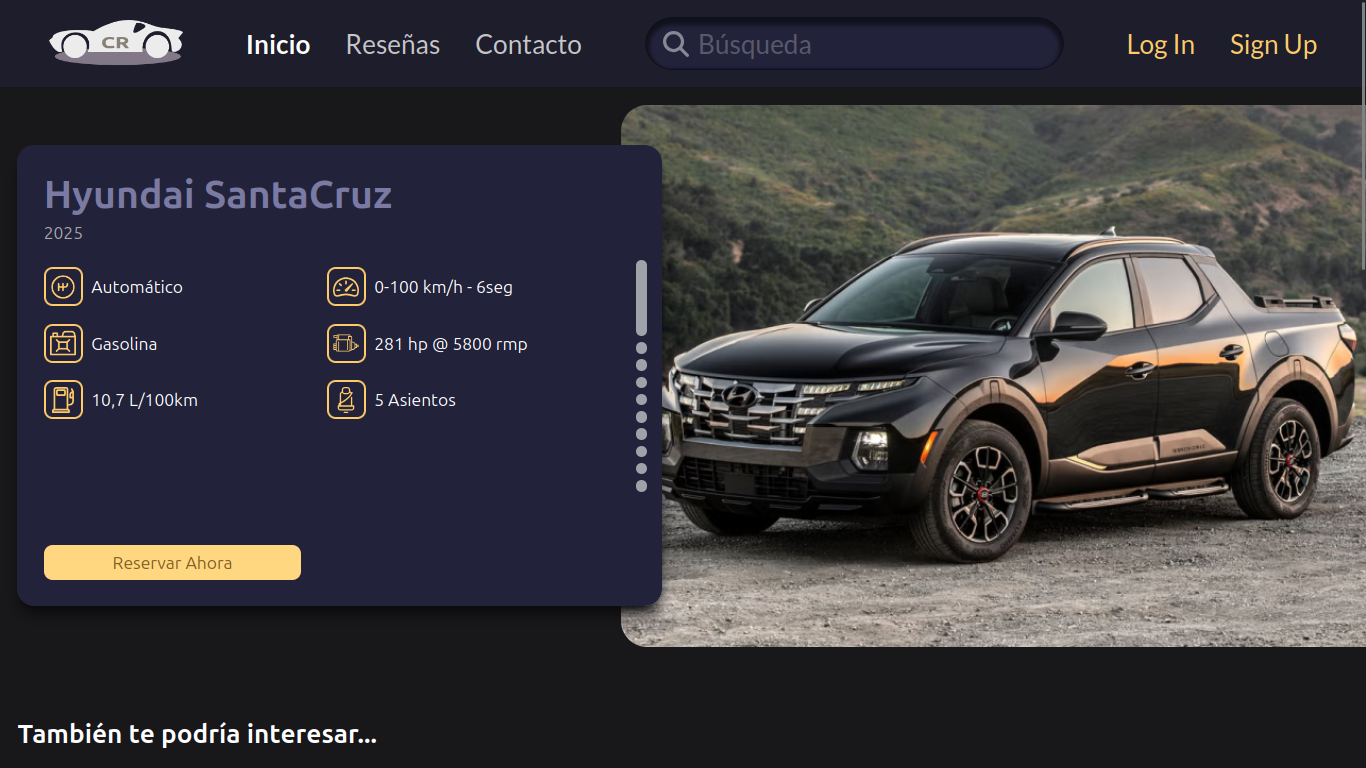 CR
Inicio
Reseñas
Contacto
Búsqueda
Log In
Sign Up
Hyundai SantaCruz
2025
Automático
0-100 km/h - 6seg
Gasolina
281 hp @ 5800 rmp
10,7 L/100km
5 Asientos
Reservar Ahora
También te podría interesar...